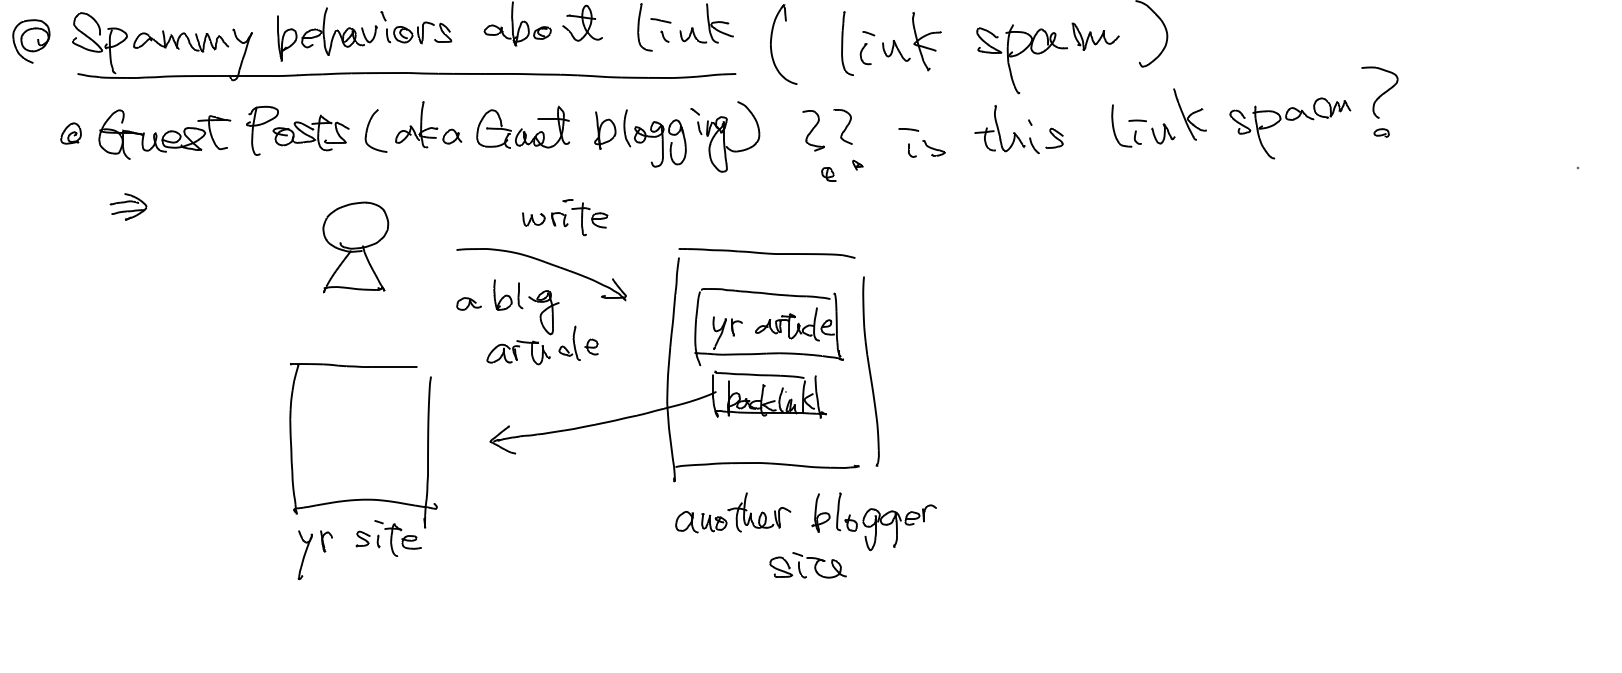 @ Spammy behaviors about link ( link spam )
@ Guest Posts (aka Guest blogging) ?? is this link spam?
⇒
write
a blog
article
yr article
backlink
yr site
another blogger
site